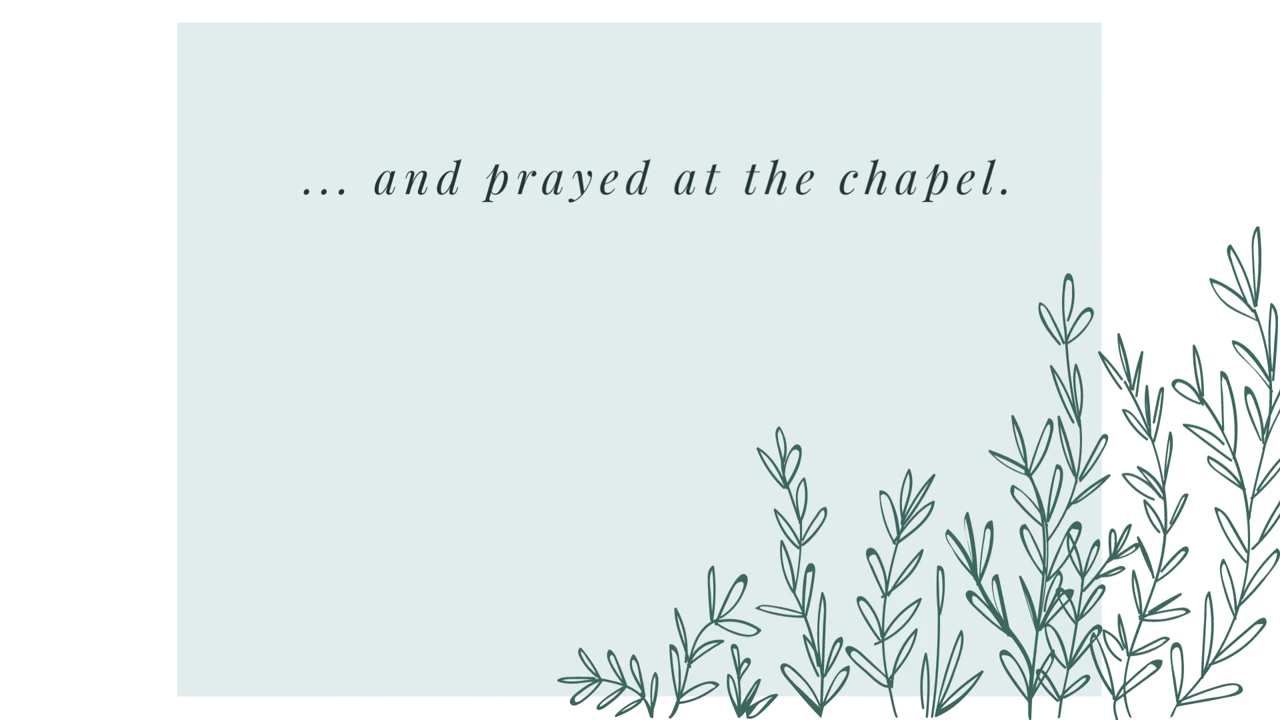 ... and prayed at the chapel.